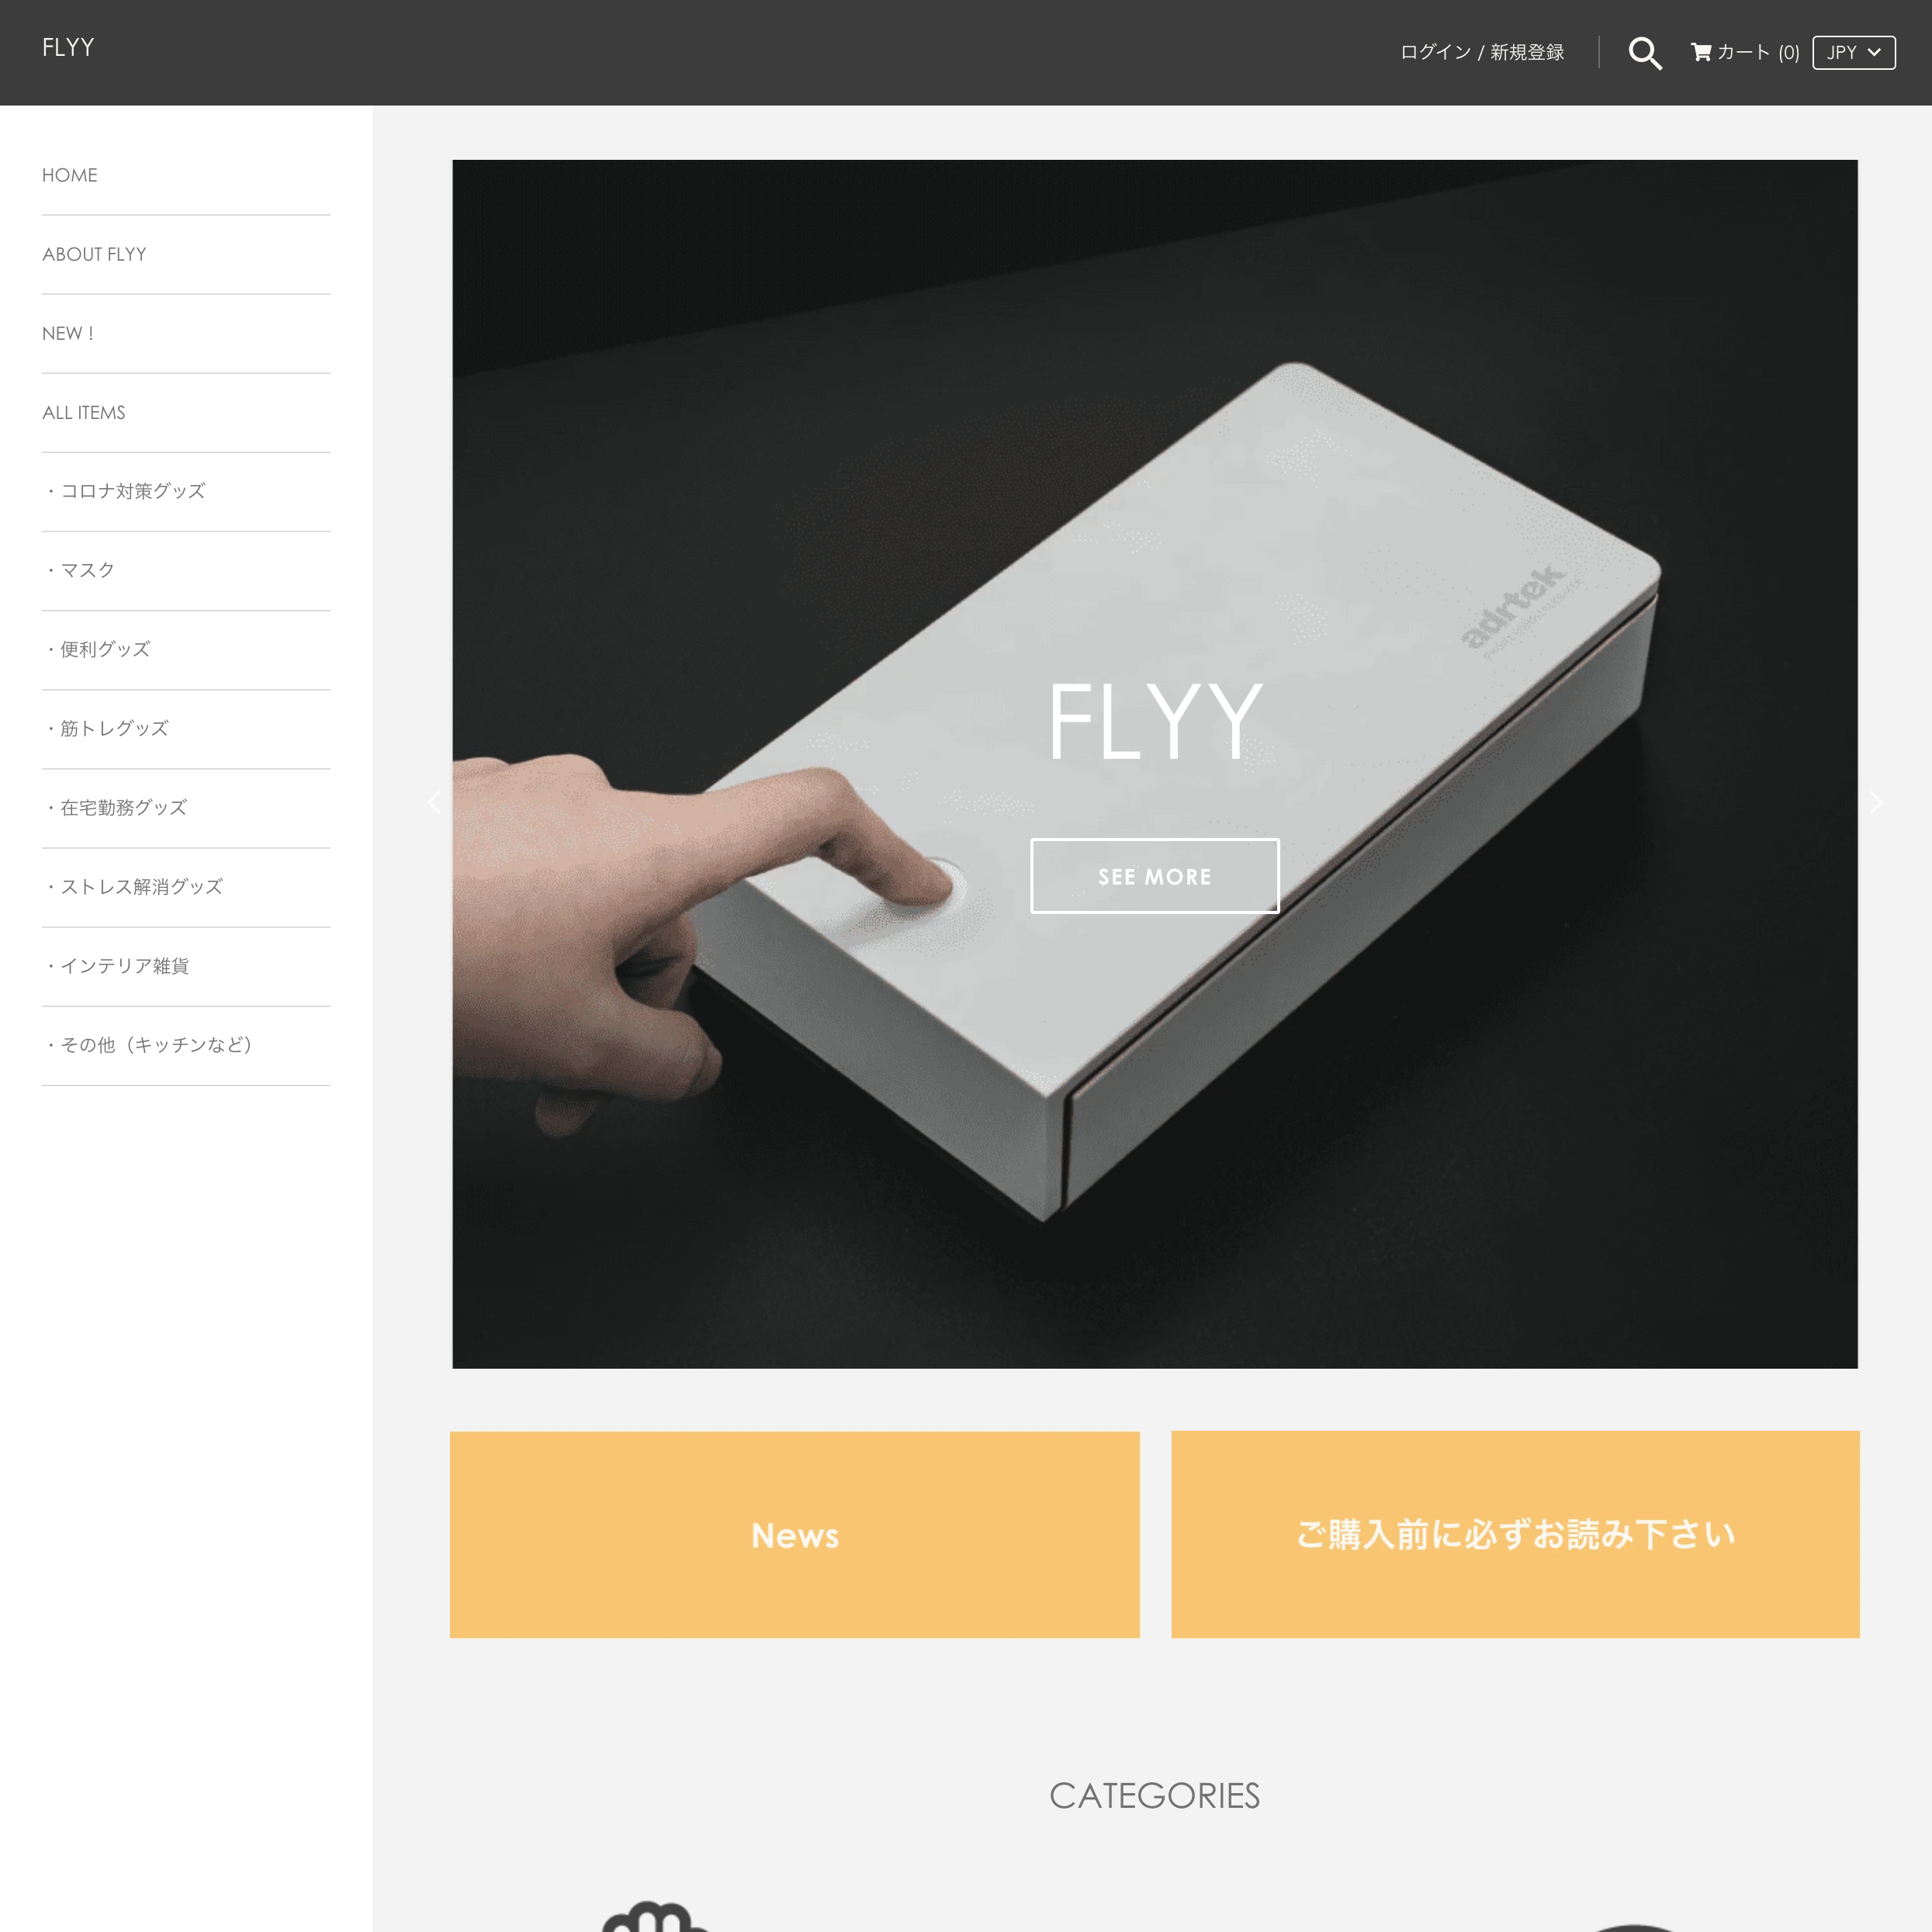 FLYY
ログイン / 新規登録
カート (0)
JPY
HOME
ABOUT FLYY
NEW !
ALL ITEMS
・コロナ対策グッズ
・マスク
・便利グッズ
・筋トレグッズ
・在宅勤務グッズ
・ストレス解消グッズ
・インテリア雑貨
・その他（キッチンなど）
adrtek
FLYY
SEE MORE
News
ご購入前に必ずお読み下さい
CATEGORIES